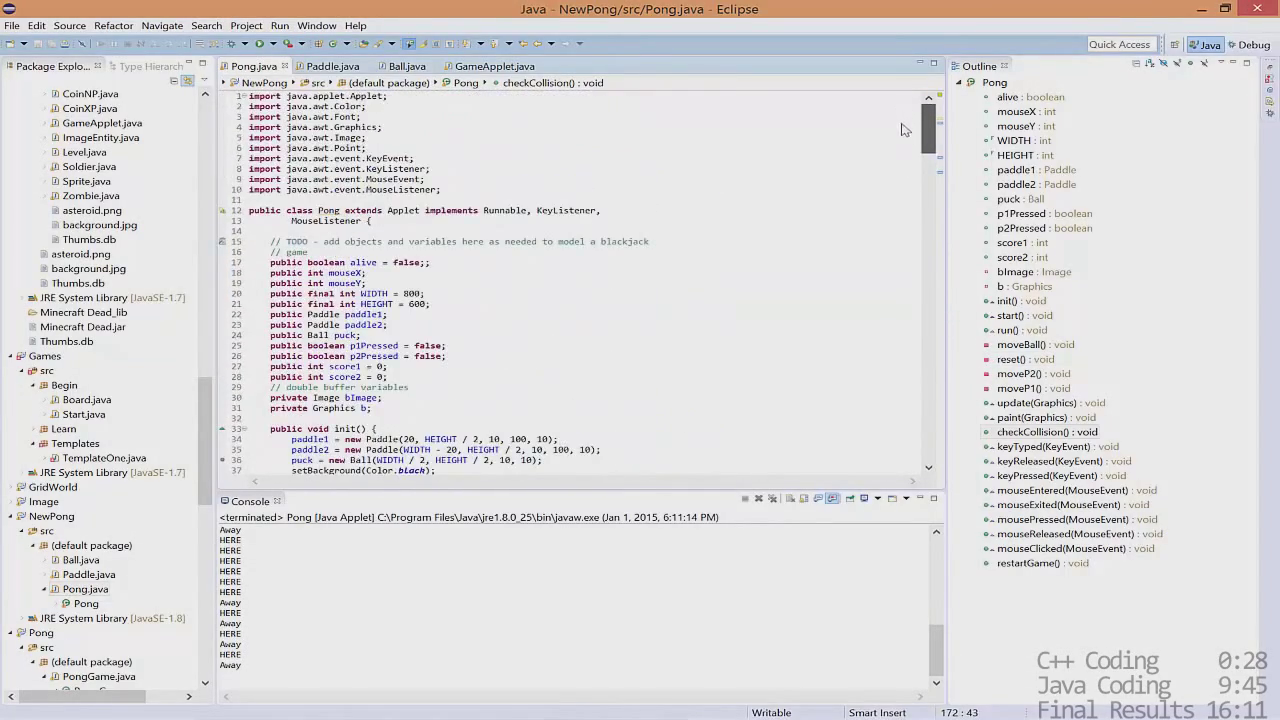 Java - NewPong/src/Pong.java - Eclipse
File Edit Source Refactor Navigate Search Project Run Window Help
Quick Access Java Debug
Package Explo... Type Hierarch
CoinNP.java
CoinXP.java
GameApplet.java
ImageEntity.java
Level.java
Soldier.java
Sprite.java
Zombie.java
asteroid.png
background.jpg
Thumbs.db
asteroid.png
background.jpg
Thumbs.db
JRE System Library [JavaSE-1.7]
Minecraft Dead_lib
Minecraft Dead.jar
Thumbs.db
Games
src
Begin
Board.java
Start.java
Learn
Templates
TemplateOne.java
JRE System Library [JavaSE-1.7]
GridWorld
Image
NewPong
src
(default package)
Ball.java
Paddle.java
Pong.java
Pong
JRE System Library [JavaSE-1.8]
Pong
src
(default package)
PongGame.java
Pong.java Paddle.java Ball.java GameApplet.java
NewPong src (default package) Pong checkCollision() : void
1 import java.applet.Applet;
2 import java.awt.Color;
3 import java.awt.Font;
4 import java.awt.Graphics;
5 import java.awt.Image;
6 import java.awt.Point;
7 import java.awt.event.KeyEvent;
8 import java.awt.event.KeyListener;
9 import java.awt.event.MouseEvent;
10 import java.awt.event.MouseListener;
11
12 public class Pong extends Applet implements Runnable, KeyListener,
13 MouseListener {
14
15 // TODO - add objects and variables here as needed to model a blackjack
16 // game
17 public boolean alive = false;;
18 public int mouseX;
19 public int mouseY;
20 public final int WIDTH = 800;
21 public final int HEIGHT = 600;
22 public Paddle paddle1;
23 public Paddle paddle2;
24 public Ball puck;
25 public boolean p1Pressed = false;
26 public boolean p2Pressed = false;
27 public int score1 = 0;
28 public int score2 = 0;
29 // double buffer variables
30 private Image bImage;
31 private Graphics b;
32
33 public void init() {
34 paddle1 = new Paddle(20, HEIGHT / 2, 10, 100, 10);
35 paddle2 = new Paddle(WIDTH - 20, HEIGHT / 2, 10, 100, 10);
36 puck = new Ball(WIDTH / 2, HEIGHT / 2, 10, 10);
37 setBackground(Color.black);
Console
<terminated> Pong [Java Applet] C:\Program Files\Java\jre1.8.0_25\bin\javaw.exe (Jan 1, 2015, 6:11:14 PM)
Away
HERE
HERE
HERE
HERE
HERE
HERE
Away
HERE
Away
HERE
Away
HERE
Away
Outline
Pong
alive : boolean
mouseX : int
mouseY : int
WIDTH : int
HEIGHT : int
paddle1 : Paddle
paddle2 : Paddle
puck : Ball
p1Pressed : boolean
p2Pressed : boolean
score1 : int
score2 : int
bImage : Image
b : Graphics
init() : void
start() : void
run() : void
moveBall() : void
reset() : void
moveP2() : void
moveP1() : void
update(Graphics) : void
paint(Graphics) : void
checkCollision() : void
keyTyped(KeyEvent) : void
keyReleased(KeyEvent) : void
keyPressed(KeyEvent) : void
mouseEntered(MouseEvent) : void
mouseExited(MouseEvent) : void
mousePressed(MouseEvent) : void
mouseReleased(MouseEvent) : void
mouseClicked(MouseEvent) : void
restartGame() : void
C++ Coding 0:28
Java Coding 9:45
Final Results 16:11
Writable Smart Insert 172 : 43